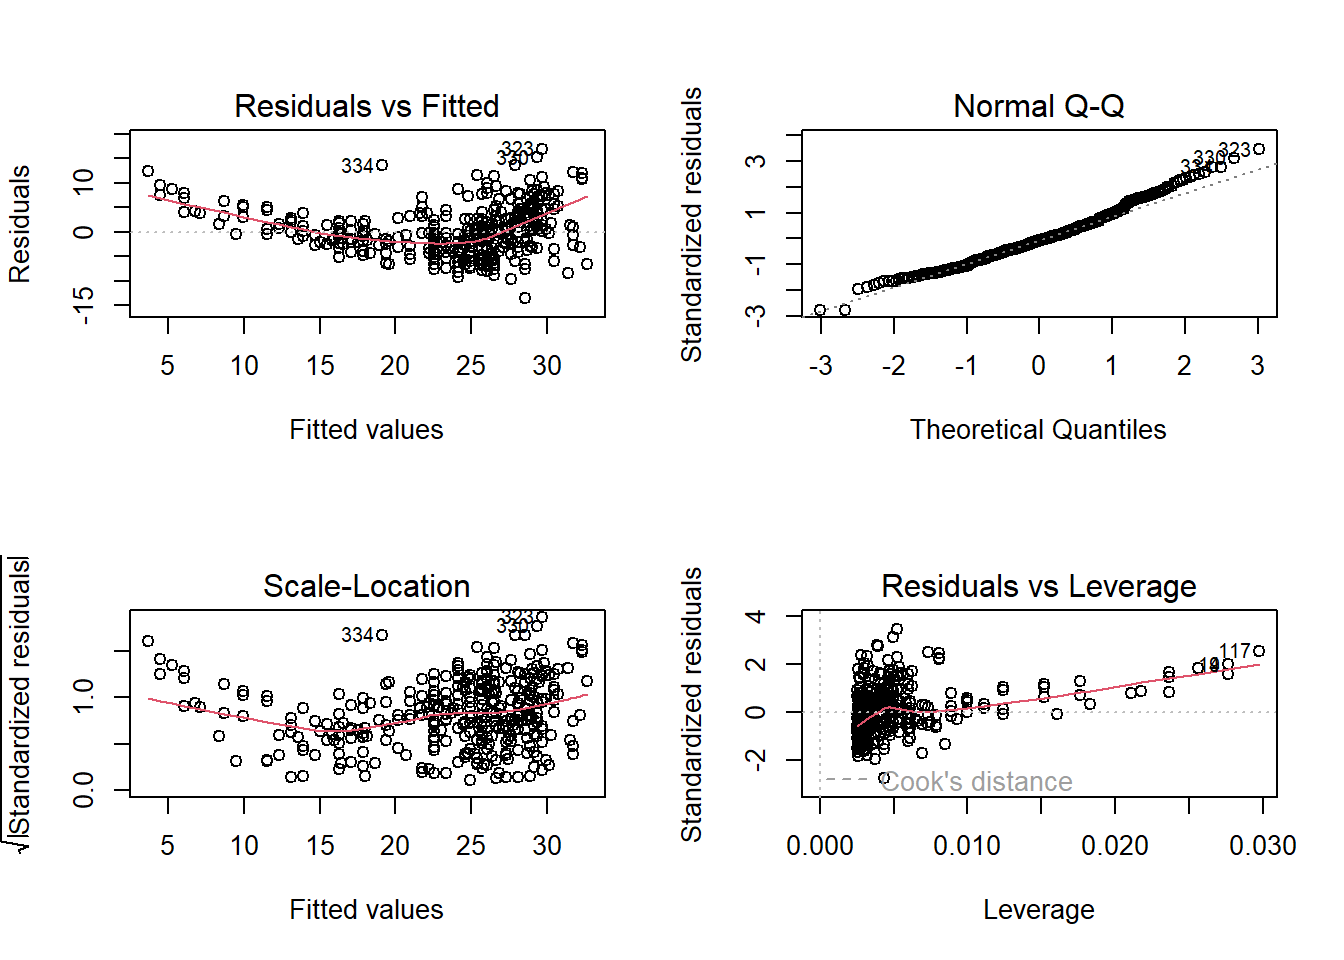 Residuals vs Fitted
Residuals
10
0
-15
323
330
334
5 10 15 20 25 30
Fitted values
Normal Q-Q
Standardized residuals
3
1
-1
-3
323
330
-3 -2 -1 0 1 2 3
Theoretical Quantiles
Scale-Location
√|Standardized residuals|
1.0
0.0
323
330
334
5 10 15 20 25 30
Fitted values
Residuals vs Leverage
Standardized residuals
4
2
0
-2
117
Cook's distance
0.000 0.010 0.020 0.030
Leverage